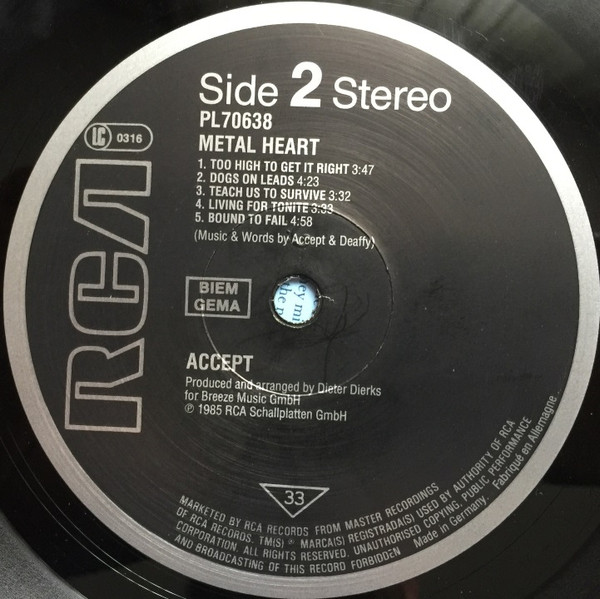 Side 2 Stereo
PL70638
METAL HEART
1. TOO HIGH TO GET IT RIGHT 3:47
2. DOGS ON LEADS 4:23
3. TEACH US TO SURVIVE 3:32
4. LIVING FOR TONITE 3:33
5. BOUND TO FAIL 4:58
(Music & Words by Accept & Deaffy)
LC 0316
RCA
BIEM
GEMA
ACCEPT
Produced and arranged by Dieter Dierks
for Breeze Music GmbH
℗ 1985 RCA Schallplatten GmbH
33
MARKETED BY RCA RECORDS FROM MASTER RECORDINGS
OF RCA RECORDS. TM(S) ® MARCA(S) REGISTRADA(S) USED BY AUTHORITY OF RCA
CORPORATION. ALL RIGHTS RESERVED. UNAUTHORISED COPYING, PUBLIC PERFORMANCE
AND BROADCASTING OF THIS RECORD FORBIDDEN Made in Germany. Fabriqué en Allemagne